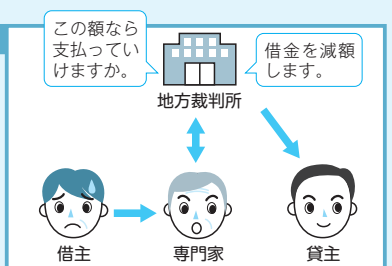 この額なら
支払ってい
けますか。
借金を減額
します。
地方裁判所
借主
専門家
貸主